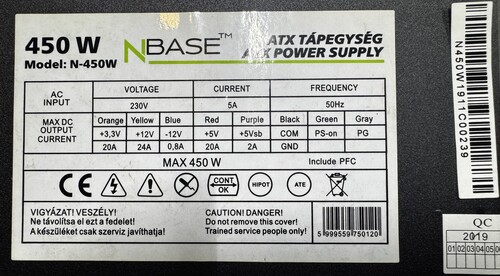 450 W
Model: N-450W
NBASE™
ATX TÁPEGYSÉG
ATX POWER SUPPLY
AC INPUT VOLTAGE CURRENT FREQUENCY
230V 5A 50Hz
MAX DC OUTPUT CURRENT Orange Yellow Blue Red Purple Black Green Gray
+3,3V +12V -12V +5V +5Vsb COM PS-on PG
20A 24A 0,8A 20A 2A GND
MAX 450 W Include PFC
CE CONT OK HIPOT ATE
VIGYÁZAT! VESZÉLY!
Ne távolítsa el ezt a fedelet!
A készüléket csak szerviz javíthatja!
CAUTION! DANGER!
Do not remove this cover!
Trained service people only!
5 999559 750120
N450W1911C00239
QC
2019
01 02 03 04 05